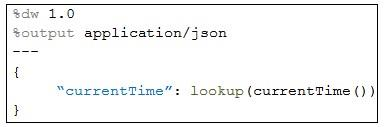 %dw 1.0
%output application/json
---
{
“currentTime”: lookup(currentTime())
}